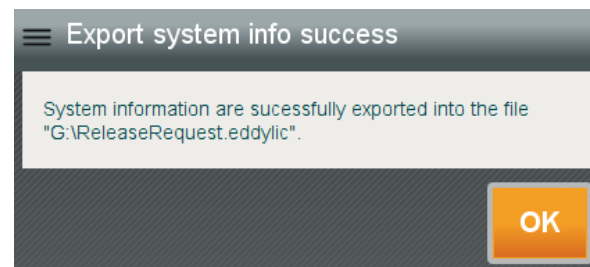 Export system info success
System information are sucessfully exported into the file
"G:\ReleaseRequest.eddylic".
OK